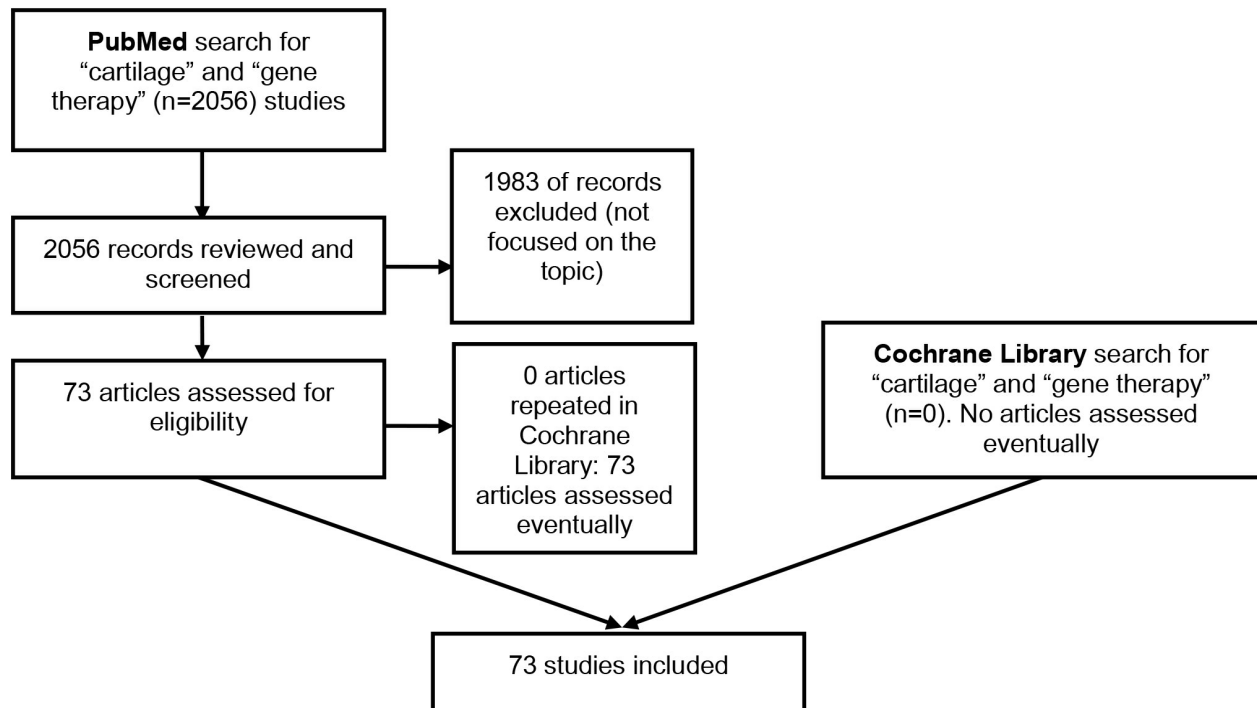 PubMed search for
“cartilage” and “gene
therapy” (n=2056) studies
2056 records reviewed and
screened
1983 of records
excluded (not
focused on the
topic)
73 articles assessed for
eligibility
0 articles
repeated in
Cochrane
Library: 73
articles assessed
eventually
Cochrane Library search for
“cartilage” and “gene therapy”
(n=0). No articles assessed
eventually
73 studies included